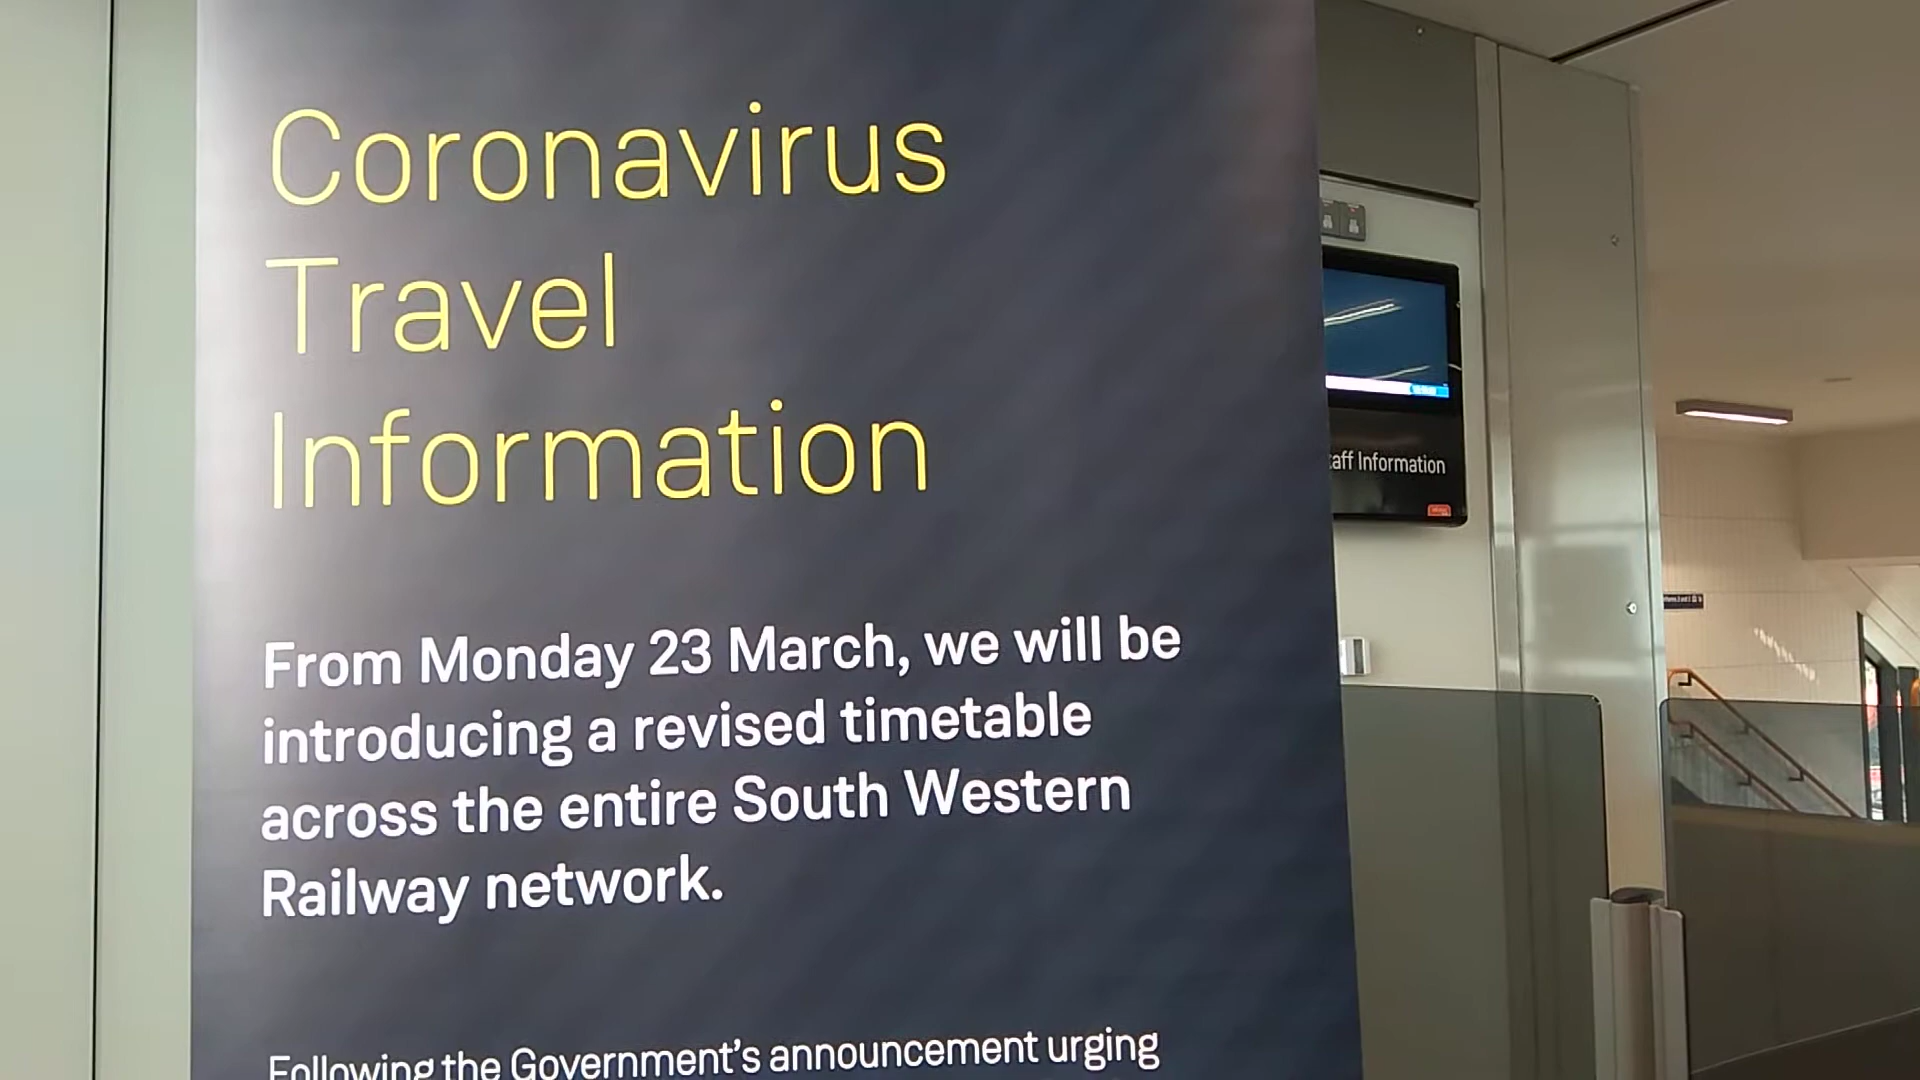 Coronavirus
Travel
Information
From Monday 23 March, we will be
introducing a revised timetable
across the entire South Western
Railway network.
Following the Government's announcement urging
Information